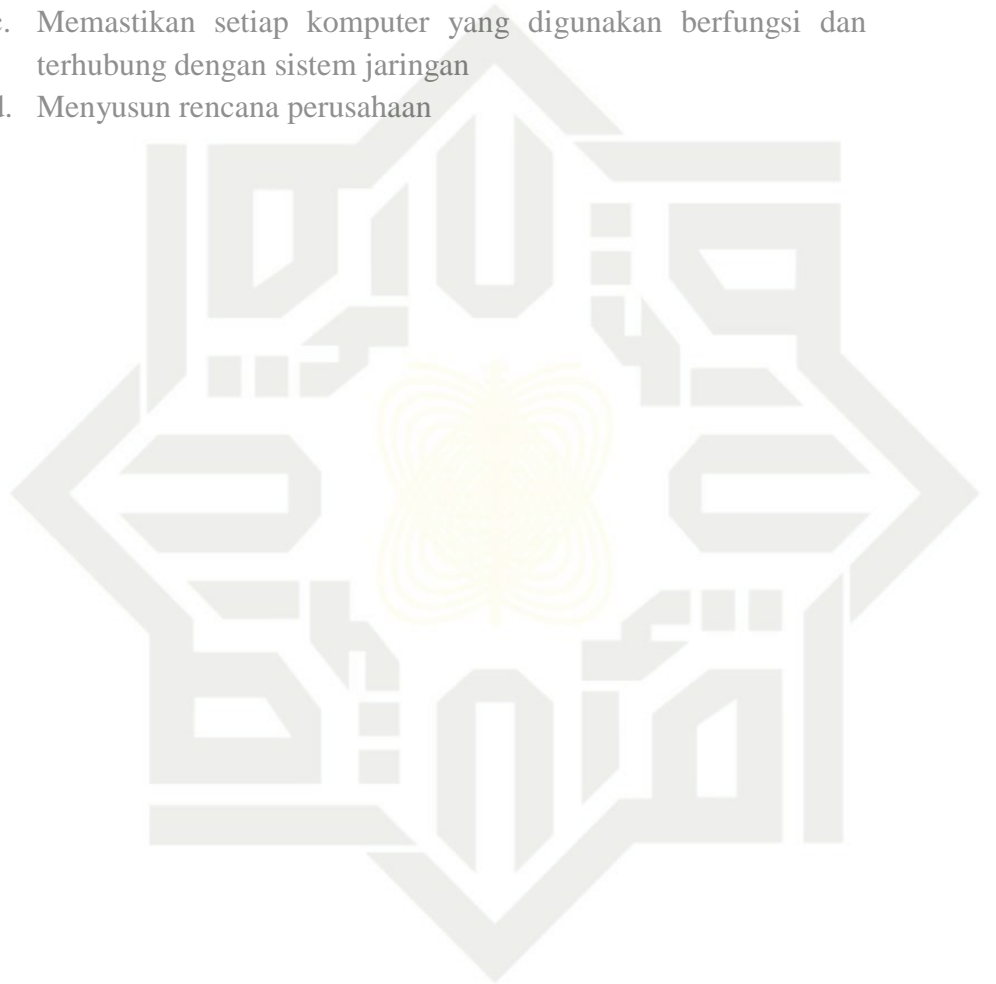 c. Memastikan setiap komputer yang digunakan berfungsi dan
terhubung dengan sistem jaringan
d. Menyusun rencana perusahaan